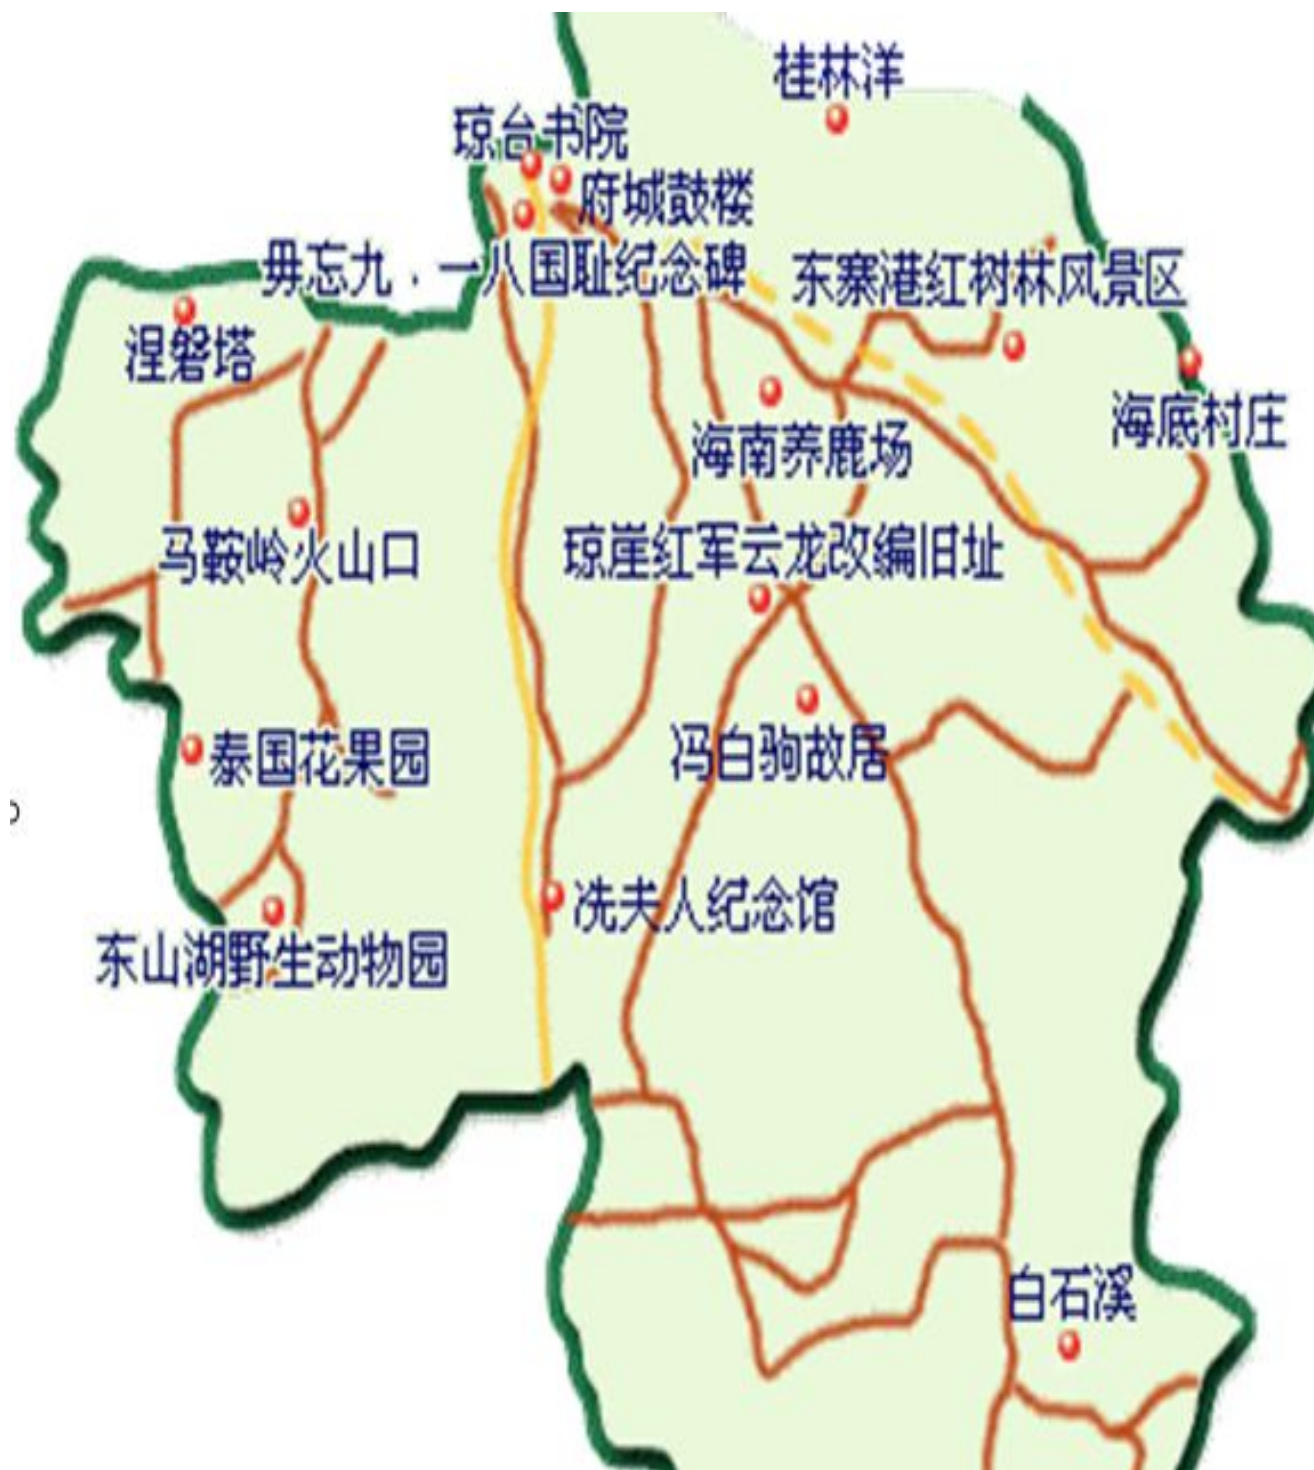 桂林洋
琼台书院
府城鼓楼
毋忘九．一八国耻纪念碑
东寨港红树林风景区
涅磐塔
海底村庄
海南养鹿场
马鞍岭火山口
琼崖红军云龙改编旧址
泰国花果园
冯白驹故居
冼夫人纪念馆
东山湖野生动物园
白石溪